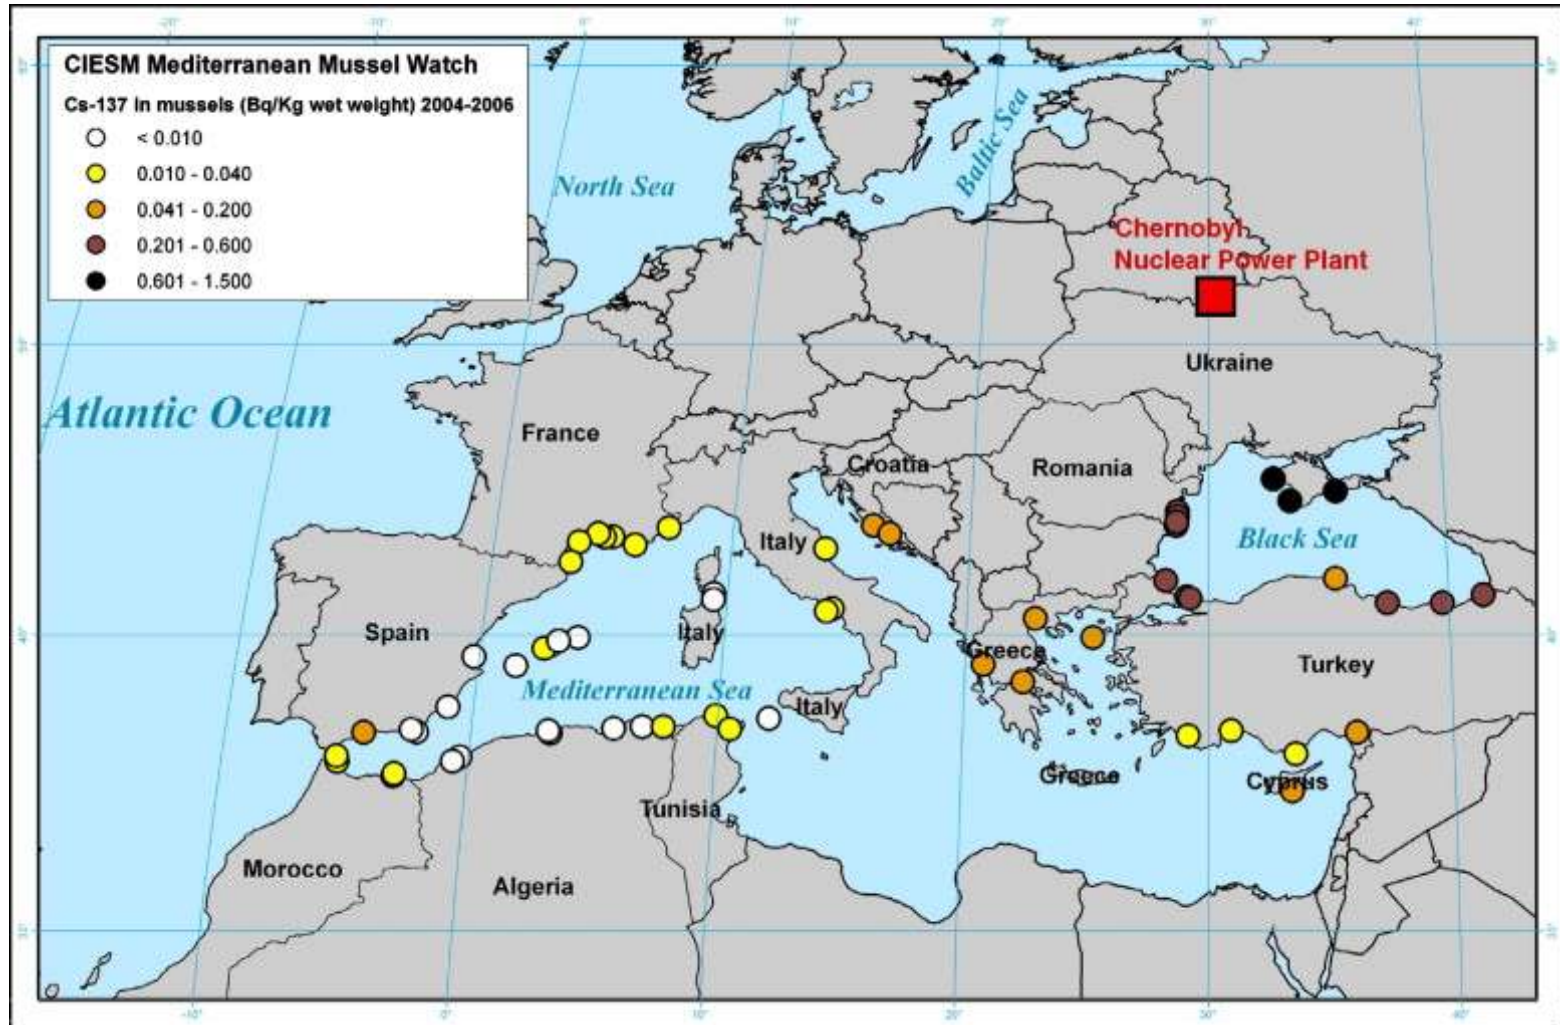 CIESM Mediterranean Mussel Watch
Cs-137 in mussels (Bq/Kg wet weight) 2004-2006
< 0.010
0.010 - 0.040
0.041 - 0.200
0.201 - 0.600
0.601 - 1.500
North Sea
Baltic Sea
Chernobyl
Nuclear Power Plant
Ukraine
Atlantic Ocean
France
Croatia
Romania
Italy
Black Sea
Spain
Italy
Greece
Turkey
Mediterranean Sea
Italy
Greece
Cyprus
Tunisia
Morocco
Algeria